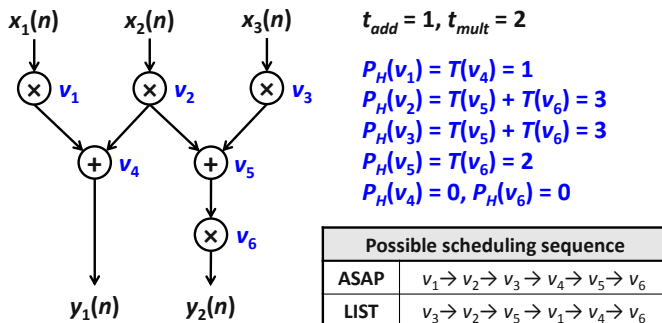 x₁(n) x₂(n) x₃(n) t_add = 1, t_mult = 2
× v₁ × v₂ × v₃
+ v₄ + v₅
× v₆
y₁(n) y₂(n)
P_H(v₁) = T(v₄) = 1
P_H(v₂) = T(v₅) + T(v₆) = 3
P_H(v₃) = T(v₅) + T(v₆) = 3
P_H(v₅) = T(v₆) = 2
P_H(v₄) = 0, P_H(v₆) = 0
Possible scheduling sequence
ASAP v₁→ v₂→ v₃ → v₄→ v₅→ v₆
LIST v₃→ v₂→ v₅ → v₁→ v₄→ v₆